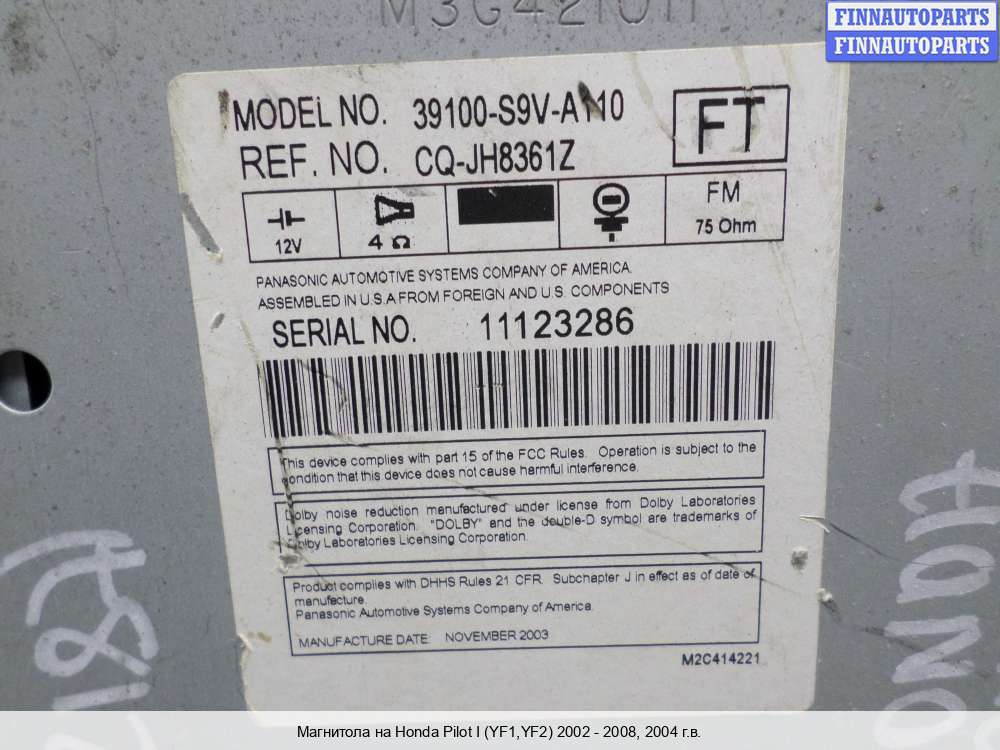 M3G421011
FINNAUTOPARTS
FINNAUTOPARTS
MODEL NO. 39100-S9V-A110
FT
REF. NO. CQ-JH8361Z
12V
4 Ω
FM
75 Ohm
PANASONIC AUTOMOTIVE SYSTEMS COMPANY OF AMERICA.
ASSEMBLED IN U.S.A FROM FOREIGN AND U.S. COMPONENTS
SERIAL NO. 11123286
This device complies with part 15 of the FCC Rules. Operation is subject to the
condition that this device does not cause harmful interference.
Dolby noise reduction manufactured under license from Dolby Laboratories
Licensing Corporation. "DOLBY" and the double-D symbol are trademarks of
Dolby Laboratories Licensing Corporation.
Product complies with DHHS Rules 21 CFR. Subchapter J in effect as of date of
manufacture.
Panasonic Automotive Systems Company of America.
MANUFACTURE DATE: NOVEMBER 2003
M2C414221
Магнитола на Honda Pilot I (YF1,YF2) 2002 - 2008, 2004 г.в.